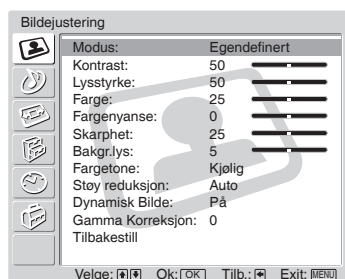 Bildejustering
Modus: Egendefinert
Kontrast: 50
Lysstyrke: 50
Farge: 25
Fargenyanse: 0
Skarphet: 25
Bakgr.lys: 5
Fargetone: Kjølig
Støy reduksjon: Auto
Dynamisk Bilde: På
Gamma Korreksjon: 0
Tilbakestill
Velge: Ok: OK Tilb.: Exit: MENU